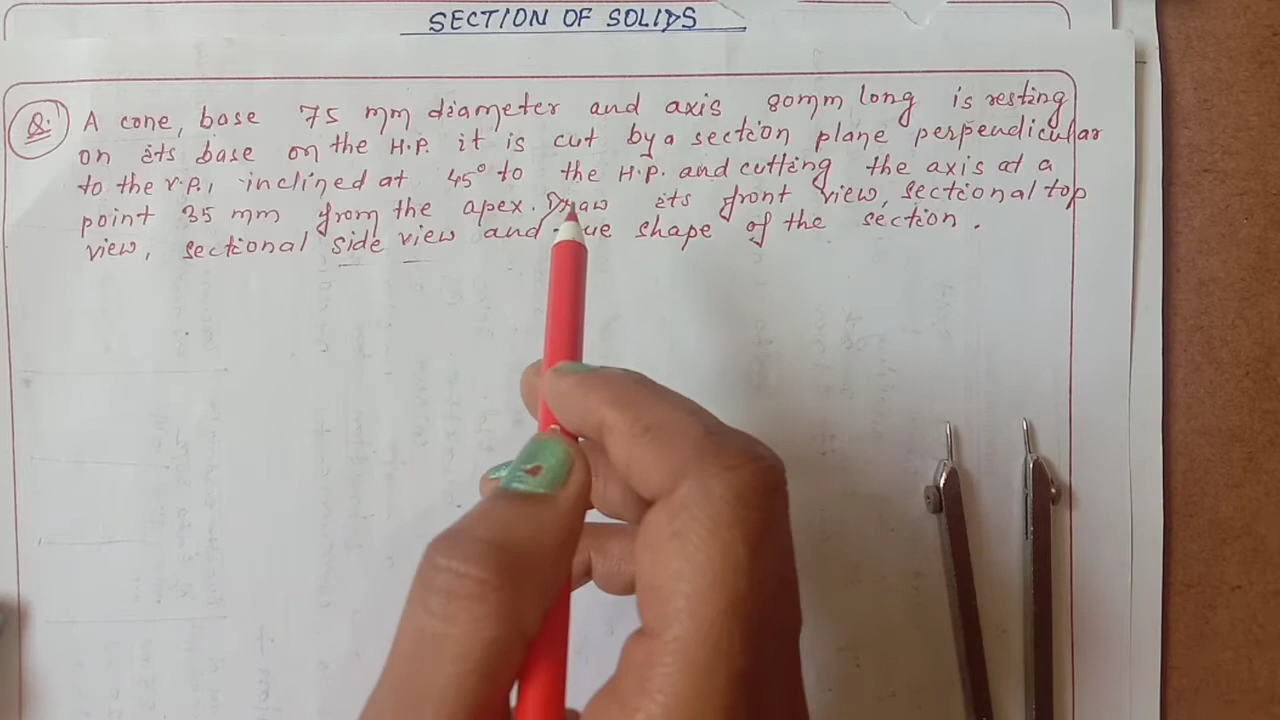 SECTION OF SOLIDS
Q. A cone, base 75 mm diameter and axis 80mm long is resting
on its base on the H.P. it is cut by a section plane perpendicular
to the V.P., inclined at 45° to the H.P. and cutting the axis at a
point 35 mm from the apex. Draw its front view, sectional top
view, sectional side view and shape of the section.